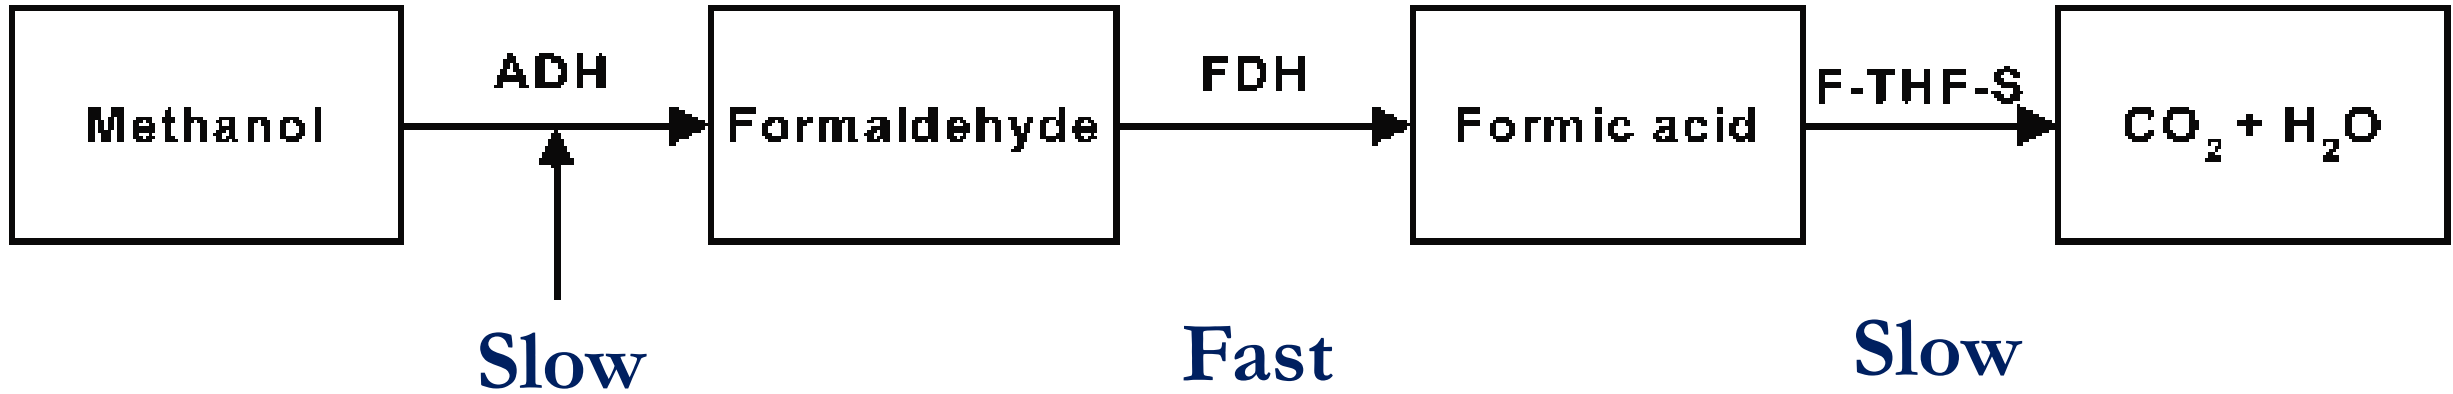 Methanol
ADH
Formaldehyde
FDH
Formic acid
F-THF-S
CO₂ + H₂O
Slow
Fast
Slow